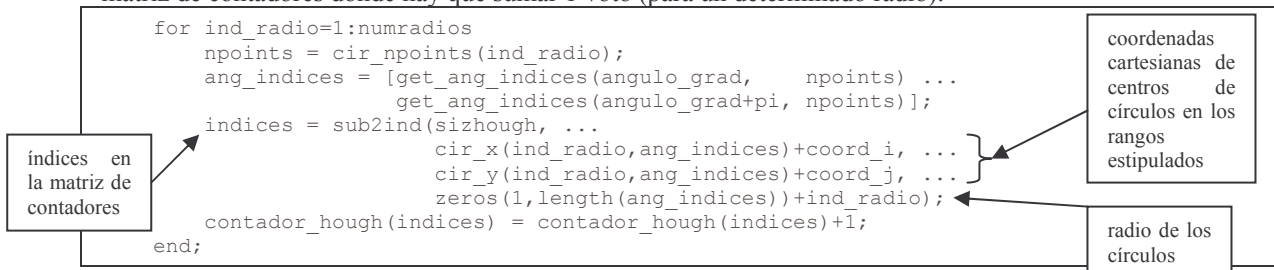 matriz de contadores donde hay que sumar 1 voto (para un determinado radio):
for ind_radio=1:numradios
npoints = cir_npoints(ind_radio);
ang_indices = [get_ang_indices(angulo_grad, npoints) ...
get_ang_indices(angulo_grad+pi, npoints)];
indices = sub2ind(sizhough, ...
cir_x(ind_radio,ang_indices)+coord_i, ...
cir_y(ind_radio,ang_indices)+coord_j, ...
zeros(1,length(ang_indices))+ind_radio);
contador_hough(indices) = contador_hough(indices)+1;
end;
índices en
la matriz de
contadores
coordenadas
cartesianas de
centros de
círculos en los
rangos
estipulados
radio de los
círculos